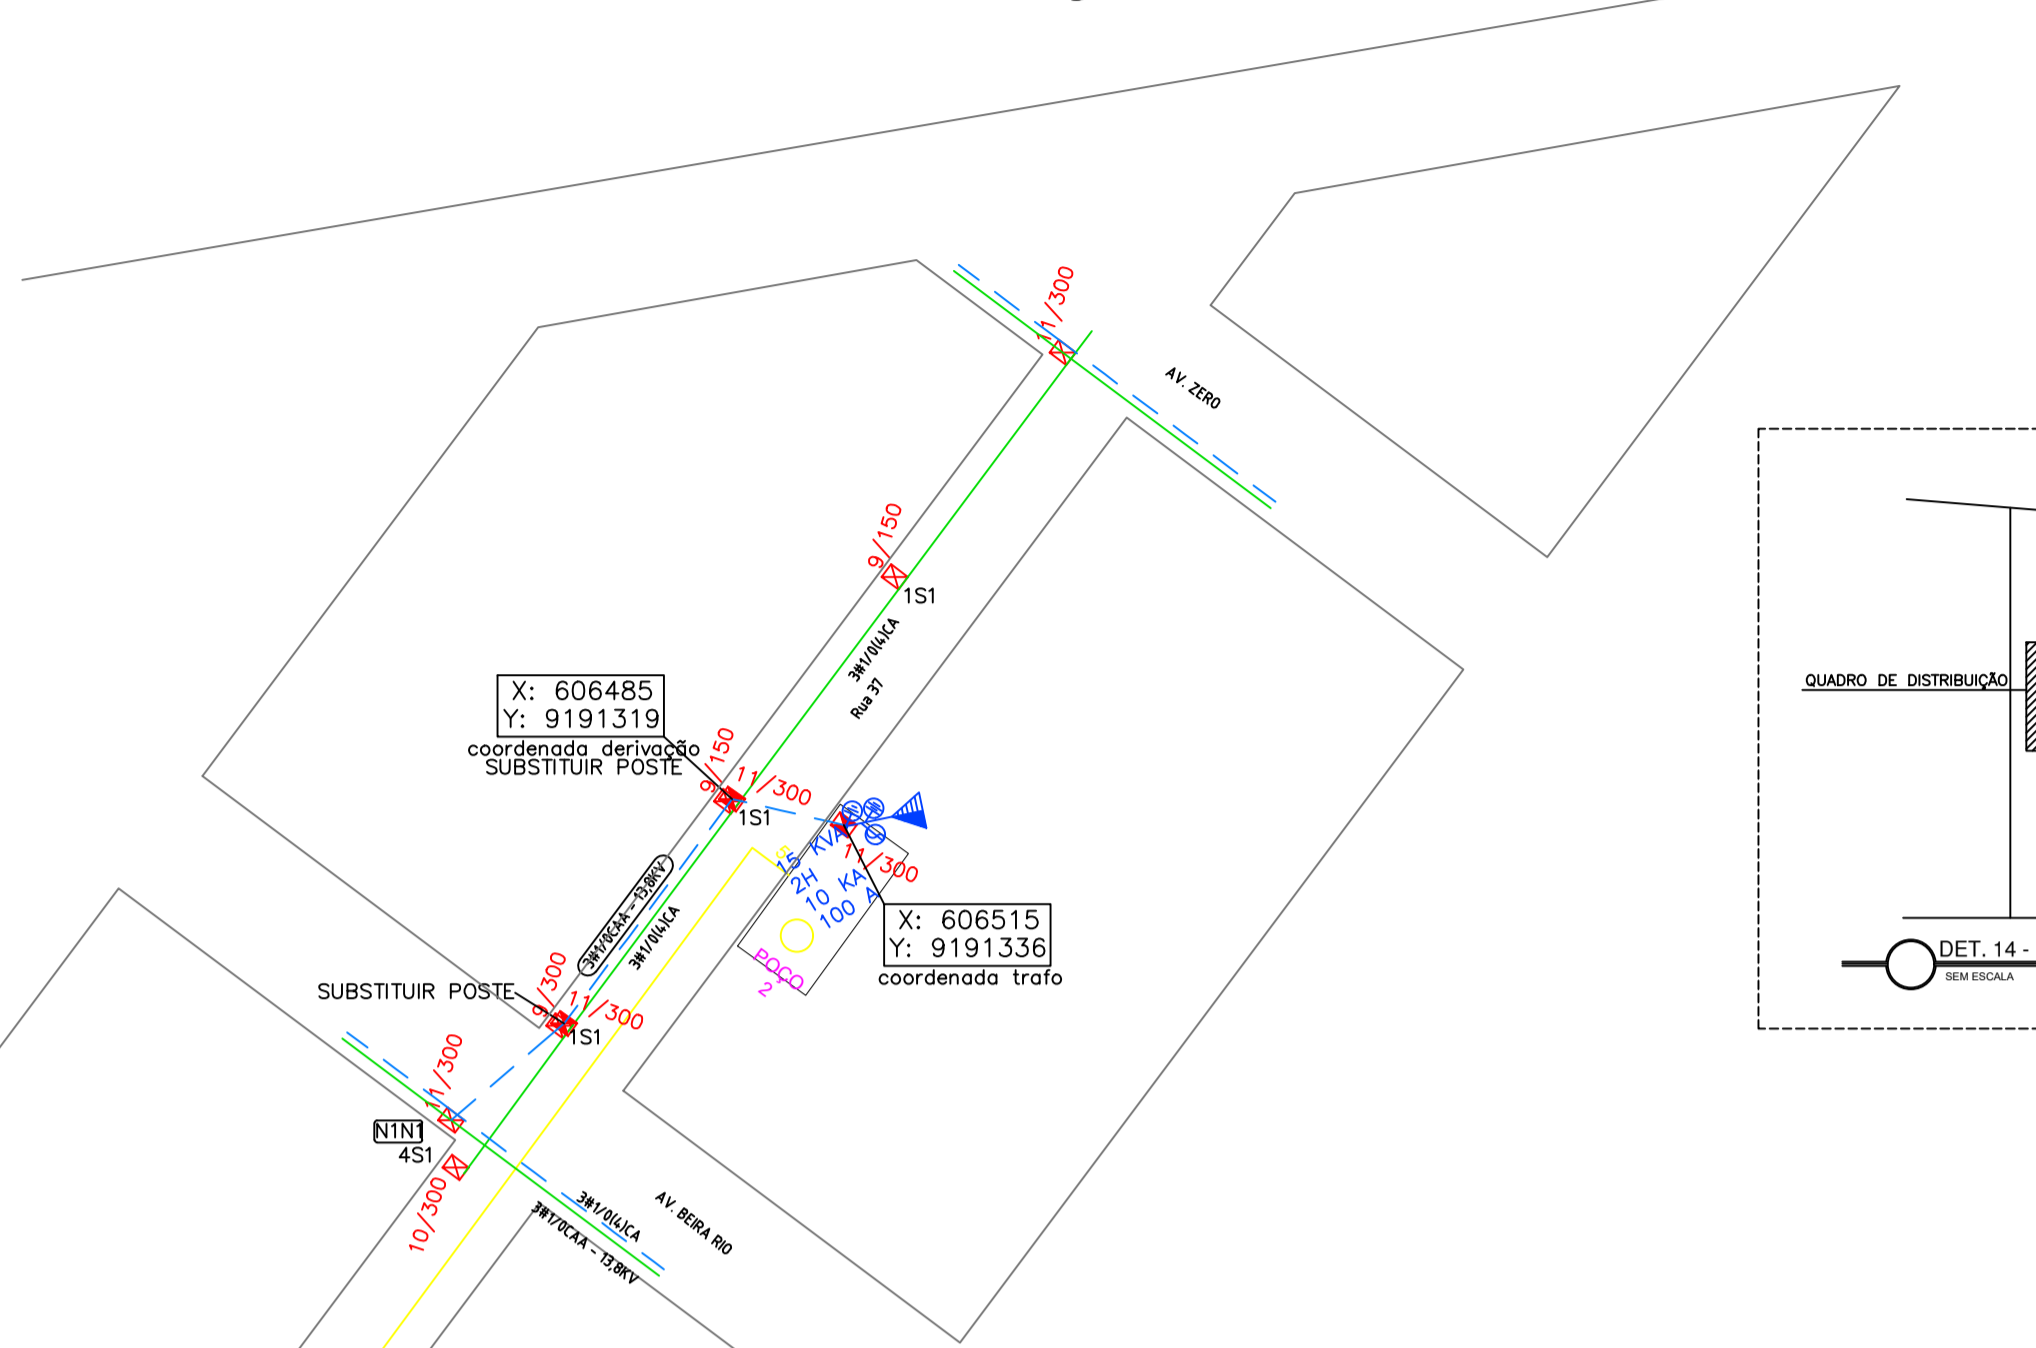 11/300
AV. ZERO
9/150
1S1
3#1/0(4)CA
Rua 37
QUADRO DE DISTRIBUIÇÃO
X: 606485
Y: 9191319
coordenada derivação
SUBSTITUIR POSTE
9/150
11/300
1S1
15 KVA
2H
10 KA
100 A
11/300
5
X: 606515
Y: 9191336
coordenada trafo
POÇO
2
3#1/0CAA - 13,8KV
3#1/0(4)CA
DET. 14 -
SEM ESCALA
SUBSTITUIR POSTE
9/300
11/300
1S1
11/300
N1N1
4S1
10/300
3#1/0(4)CA
3#1/0CAA - 13,8KV
AV. BEIRA RIO